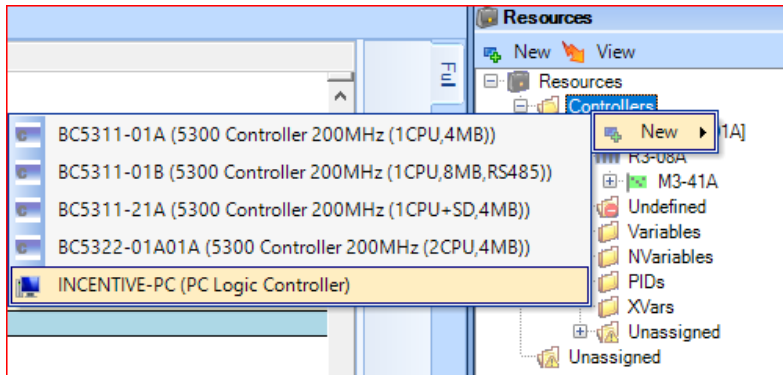 Resources
New View
Ful
Resources
Controllers
New
1A]
R3-08A
M3-41A
Undefined
Variables
NVariables
PIDs
XVars
Unassigned
Unassigned
BC5311-01A (5300 Controller 200MHz (1CPU,4MB))
BC5311-01B (5300 Controller 200MHz (1CPU,8MB,RS485))
BC5311-21A (5300 Controller 200MHz (1CPU+SD,4MB))
BC5322-01A01A (5300 Controller 200MHz (2CPU,4MB))
INCENTIVE-PC (PC Logic Controller)